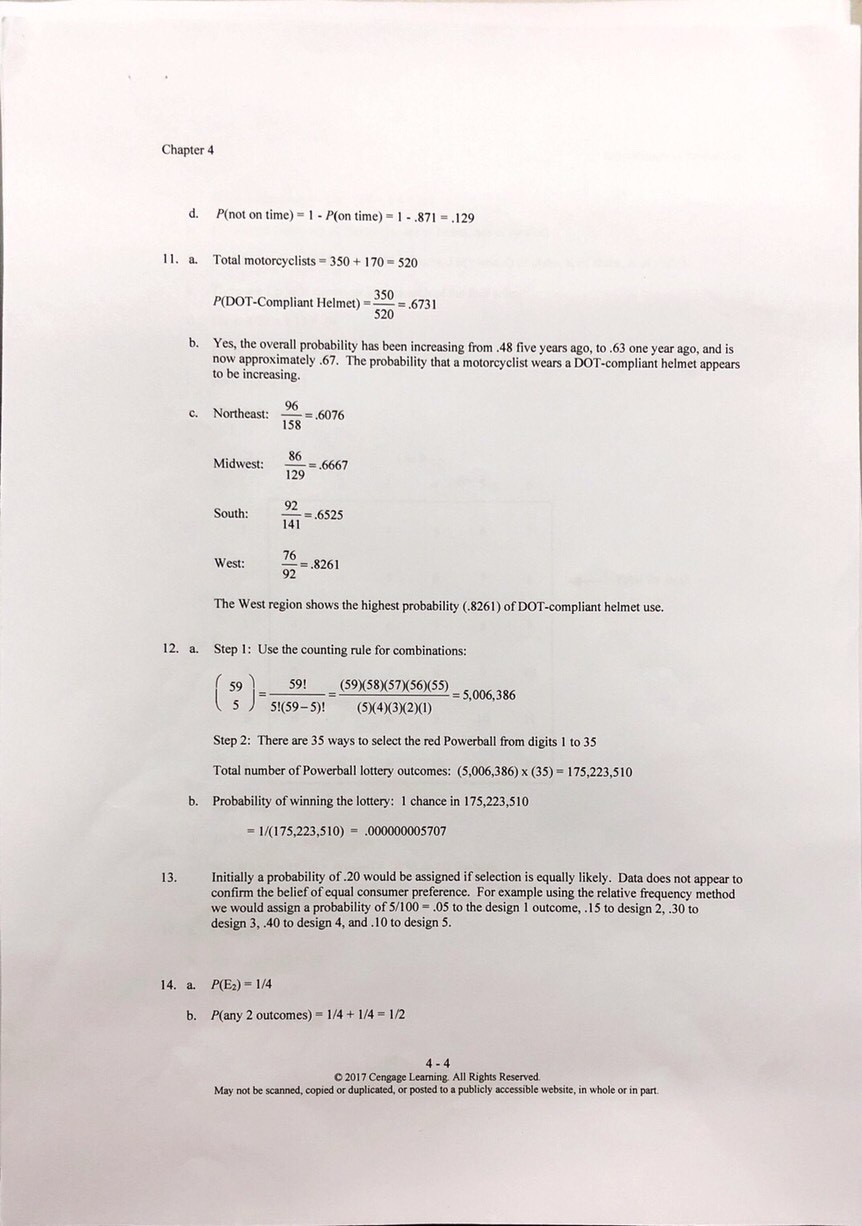 Chapter 4
d. P(not on time) = 1 - P(on time) = 1 - .871 = .129
11. a. Total motorcyclists = 350 + 170 = 520
P(DOT-Compliant Helmet) = 350/520 = .6731
b. Yes, the overall probability has been increasing from .48 five years ago, to .63 one year ago, and is
now approximately .67. The probability that a motorcyclist wears a DOT-compliant helmet appears
to be increasing.
c. Northeast: 96/158 = .6076
Midwest: 86/129 = .6667
South: 92/141 = .6525
West: 76/92 = .8261
The West region shows the highest probability (.8261) of DOT-compliant helmet use.
12. a. Step 1: Use the counting rule for combinations:
(59 5) = 59!/5!(59−5)! = (59)(58)(57)(56)(55)/(5)(4)(3)(2)(1) = 5,006,386
Step 2: There are 35 ways to select the red Powerball from digits 1 to 35
Total number of Powerball lottery outcomes: (5,006,386) x (35) = 175,223,510
b. Probability of winning the lottery: 1 chance in 175,223,510
= 1/(175,223,510) = .000000005707
13. Initially a probability of .20 would be assigned if selection is equally likely. Data does not appear to
confirm the belief of equal consumer preference. For example using the relative frequency method
we would assign a probability of 5/100 = .05 to the design 1 outcome, .15 to design 2, .30 to
design 3, .40 to design 4, and .10 to design 5.
14. a. P(E₂) = 1/4
b. P(any 2 outcomes) = 1/4 + 1/4 = 1/2
4 - 4
© 2017 Cengage Learning. All Rights Reserved.
May not be scanned, copied or duplicated, or posted to a publicly accessible website, in whole or in part.